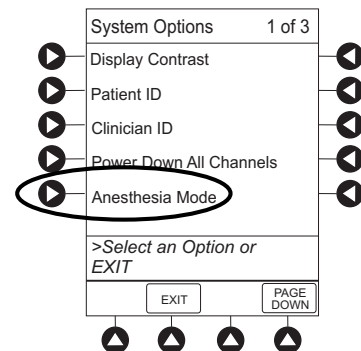 System Options 1 of 3
Display Contrast
Patient ID
Clinician ID
Power Down All Channels
Anesthesia Mode
>Select an Option or
EXIT
EXIT
PAGE
DOWN